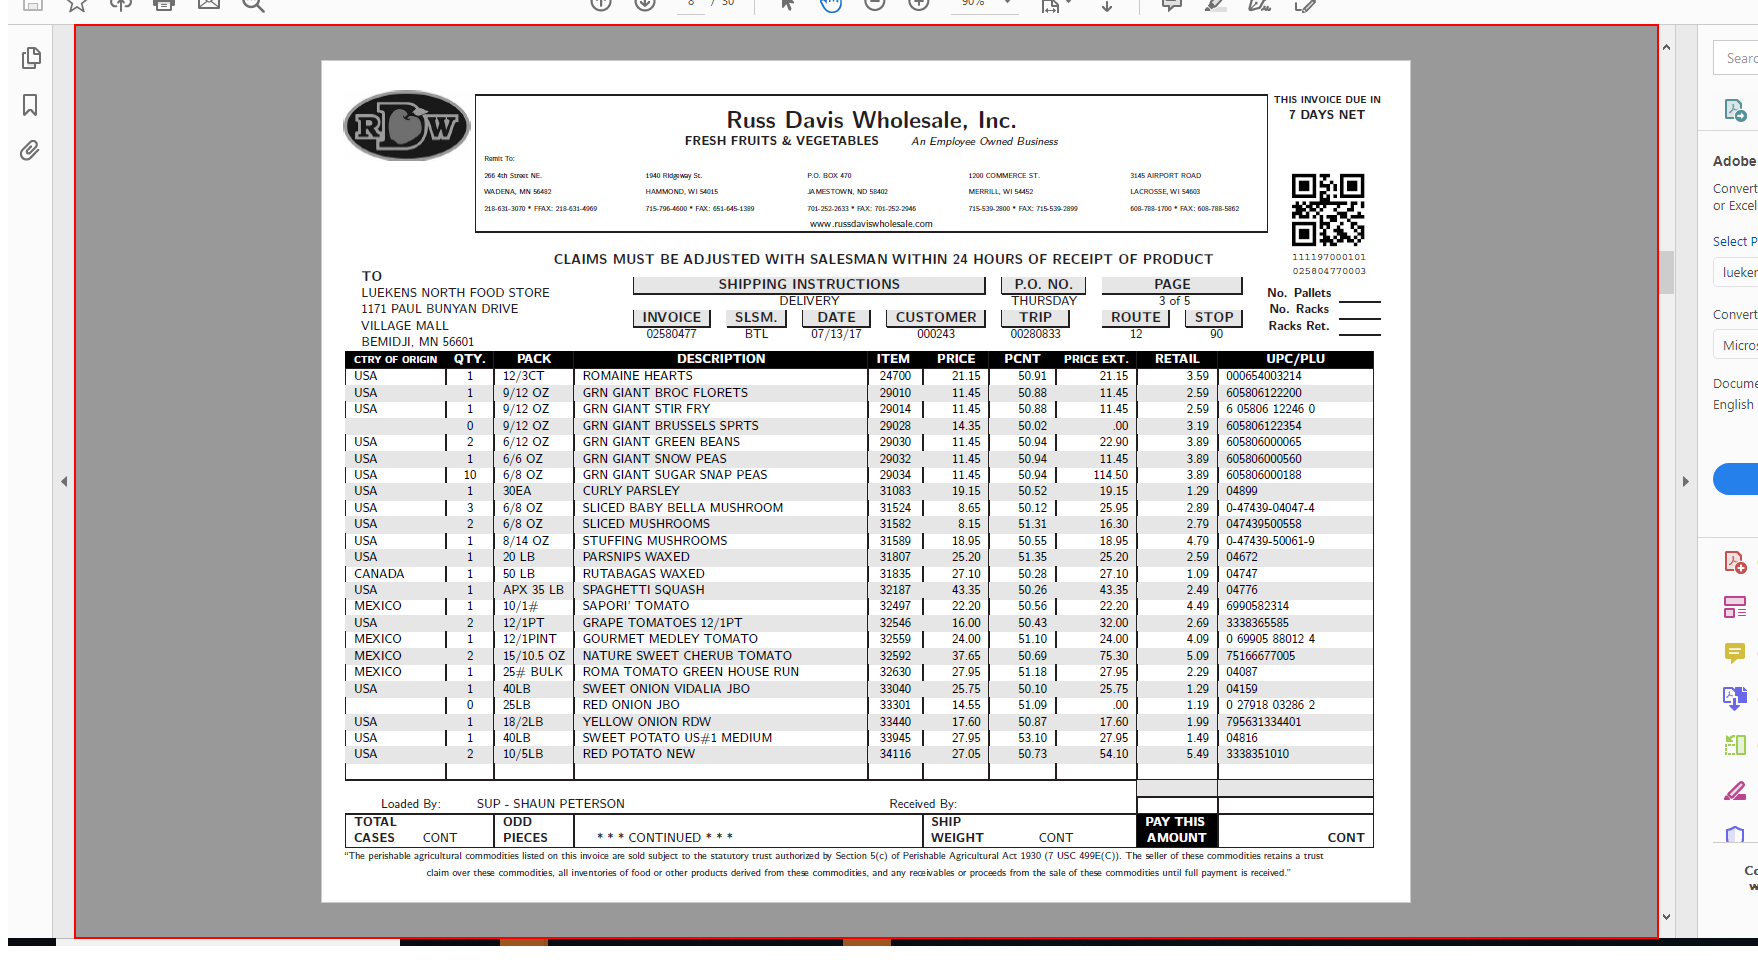 8 / 30 90%
RDW
Russ Davis Wholesale, Inc.
FRESH FRUITS & VEGETABLES An Employee Owned Business
Remit To:
266 4th Street NE. 1940 Ridgeway St. P.O. BOX 470 1200 COMMERCE ST. 3145 AIRPORT ROAD
WADENA, MN 56482 HAMMOND, WI 54015 JAMESTOWN, ND 58402 MERRILL, WI 54452 LACROSSE, WI 54603
218-631-3070 * FFAX: 218-631-4969 715-796-4600 * FAX: 651-645-1389 701-252-2633 * FAX: 701-252-2946 715-539-2800 * FAX: 715-539-2899 608-788-1700 * FAX: 608-788-5862
www.russdaviswholesale.com
THIS INVOICE DUE IN
7 DAYS NET
111197000101
025804770003
CLAIMS MUST BE ADJUSTED WITH SALESMAN WITHIN 24 HOURS OF RECEIPT OF PRODUCT
TO
LUEKENS NORTH FOOD STORE
1171 PAUL BUNYAN DRIVE
VILLAGE MALL
BEMIDJI, MN 56601
SHIPPING INSTRUCTIONS P.O. NO. PAGE
DELIVERY THURSDAY 3 of 5
INVOICE SLSM. DATE CUSTOMER TRIP ROUTE STOP
02580477 BTL 07/13/17 000243 00280833 12 90
No. Pallets
No. Racks
Racks Ret.
CTRY OF ORIGIN QTY. PACK DESCRIPTION ITEM PRICE PCNT PRICE EXT. RETAIL UPC/PLU
USA 1 12/3CT ROMAINE HEARTS 24700 21.15 50.91 21.15 3.59 000654003214
USA 1 9/12 OZ GRN GIANT BROC FLORETS 29010 11.45 50.88 11.45 2.59 605806122200
USA 1 9/12 OZ GRN GIANT STIR FRY 29014 11.45 50.88 11.45 2.59 6 05806 12246 0
0 9/12 OZ GRN GIANT BRUSSELS SPRTS 29028 14.35 50.02 .00 3.19 605806122354
USA 2 6/12 OZ GRN GIANT GREEN BEANS 29030 11.45 50.94 22.90 3.89 605806000065
USA 1 6/6 OZ GRN GIANT SNOW PEAS 29032 11.45 50.94 11.45 3.89 605806000560
USA 10 6/8 OZ GRN GIANT SUGAR SNAP PEAS 29034 11.45 50.94 114.50 3.89 605806000188
USA 1 30EA CURLY PARSLEY 31083 19.15 50.52 19.15 1.29 04899
USA 3 6/8 OZ SLICED BABY BELLA MUSHROOM 31524 8.65 50.12 25.95 2.89 0-47439-04047-4
USA 2 6/8 OZ SLICED MUSHROOMS 31582 8.15 51.31 16.30 2.79 047439500558
USA 1 8/14 OZ STUFFING MUSHROOMS 31589 18.95 50.55 18.95 4.79 0-47439-50061-9
USA 1 20 LB PARSNIPS WAXED 31807 25.20 51.35 25.20 2.59 04672
CANADA 1 50 LB RUTABAGAS WAXED 31835 27.10 50.28 27.10 1.09 04747
USA 1 APX 35 LB SPAGHETTI SQUASH 32187 43.35 50.26 43.35 2.49 04776
MEXICO 1 10/1# SAPORI' TOMATO 32497 22.20 50.56 22.20 4.49 6990582314
USA 2 12/1PT GRAPE TOMATOES 12/1PT 32546 16.00 50.43 32.00 2.69 3338365585
MEXICO 1 12/1PINT GOURMET MEDLEY TOMATO 32559 24.00 51.10 24.00 4.09 0 69905 88012 4
MEXICO 2 15/10.5 OZ NATURE SWEET CHERUB TOMATO 32592 37.65 50.69 75.30 5.09 75166677005
MEXICO 1 25# BULK ROMA TOMATO GREEN HOUSE RUN 32630 27.95 51.18 27.95 2.29 04087
USA 1 40LB SWEET ONION VIDALIA JBO 33040 25.75 50.10 25.75 1.29 04159
0 25LB RED ONION JBO 33301 14.55 51.09 .00 1.19 0 27918 03286 2
USA 1 18/2LB YELLOW ONION RDW 33440 17.60 50.87 17.60 1.99 795631334401
USA 1 40LB SWEET POTATO US#1 MEDIUM 33945 27.95 53.10 27.95 1.49 04816
USA 2 10/5LB RED POTATO NEW 34116 27.05 50.73 54.10 5.49 3338351010
Loaded By: SUP - SHAUN PETERSON Received By:
TOTAL CASES CONT ODD PIECES * * * CONTINUED * * * SHIP WEIGHT CONT PAY THIS AMOUNT CONT
"The perishable agricultural commodities listed on this invoice are sold subject to the statutory trust authorized by Section 5(c) of Perishable Agricultural Act 1930 (7 USC 499E(C)). The seller of these commodities retains a trust
claim over these commodities, all inventories of food or other products derived from these commodities, and any receivables or proceeds from the sale of these commodities until full payment is received."
Searc
Adobe
Convert
or Excel
Select P
lueken
Convert
Micros
Docume
English
Co